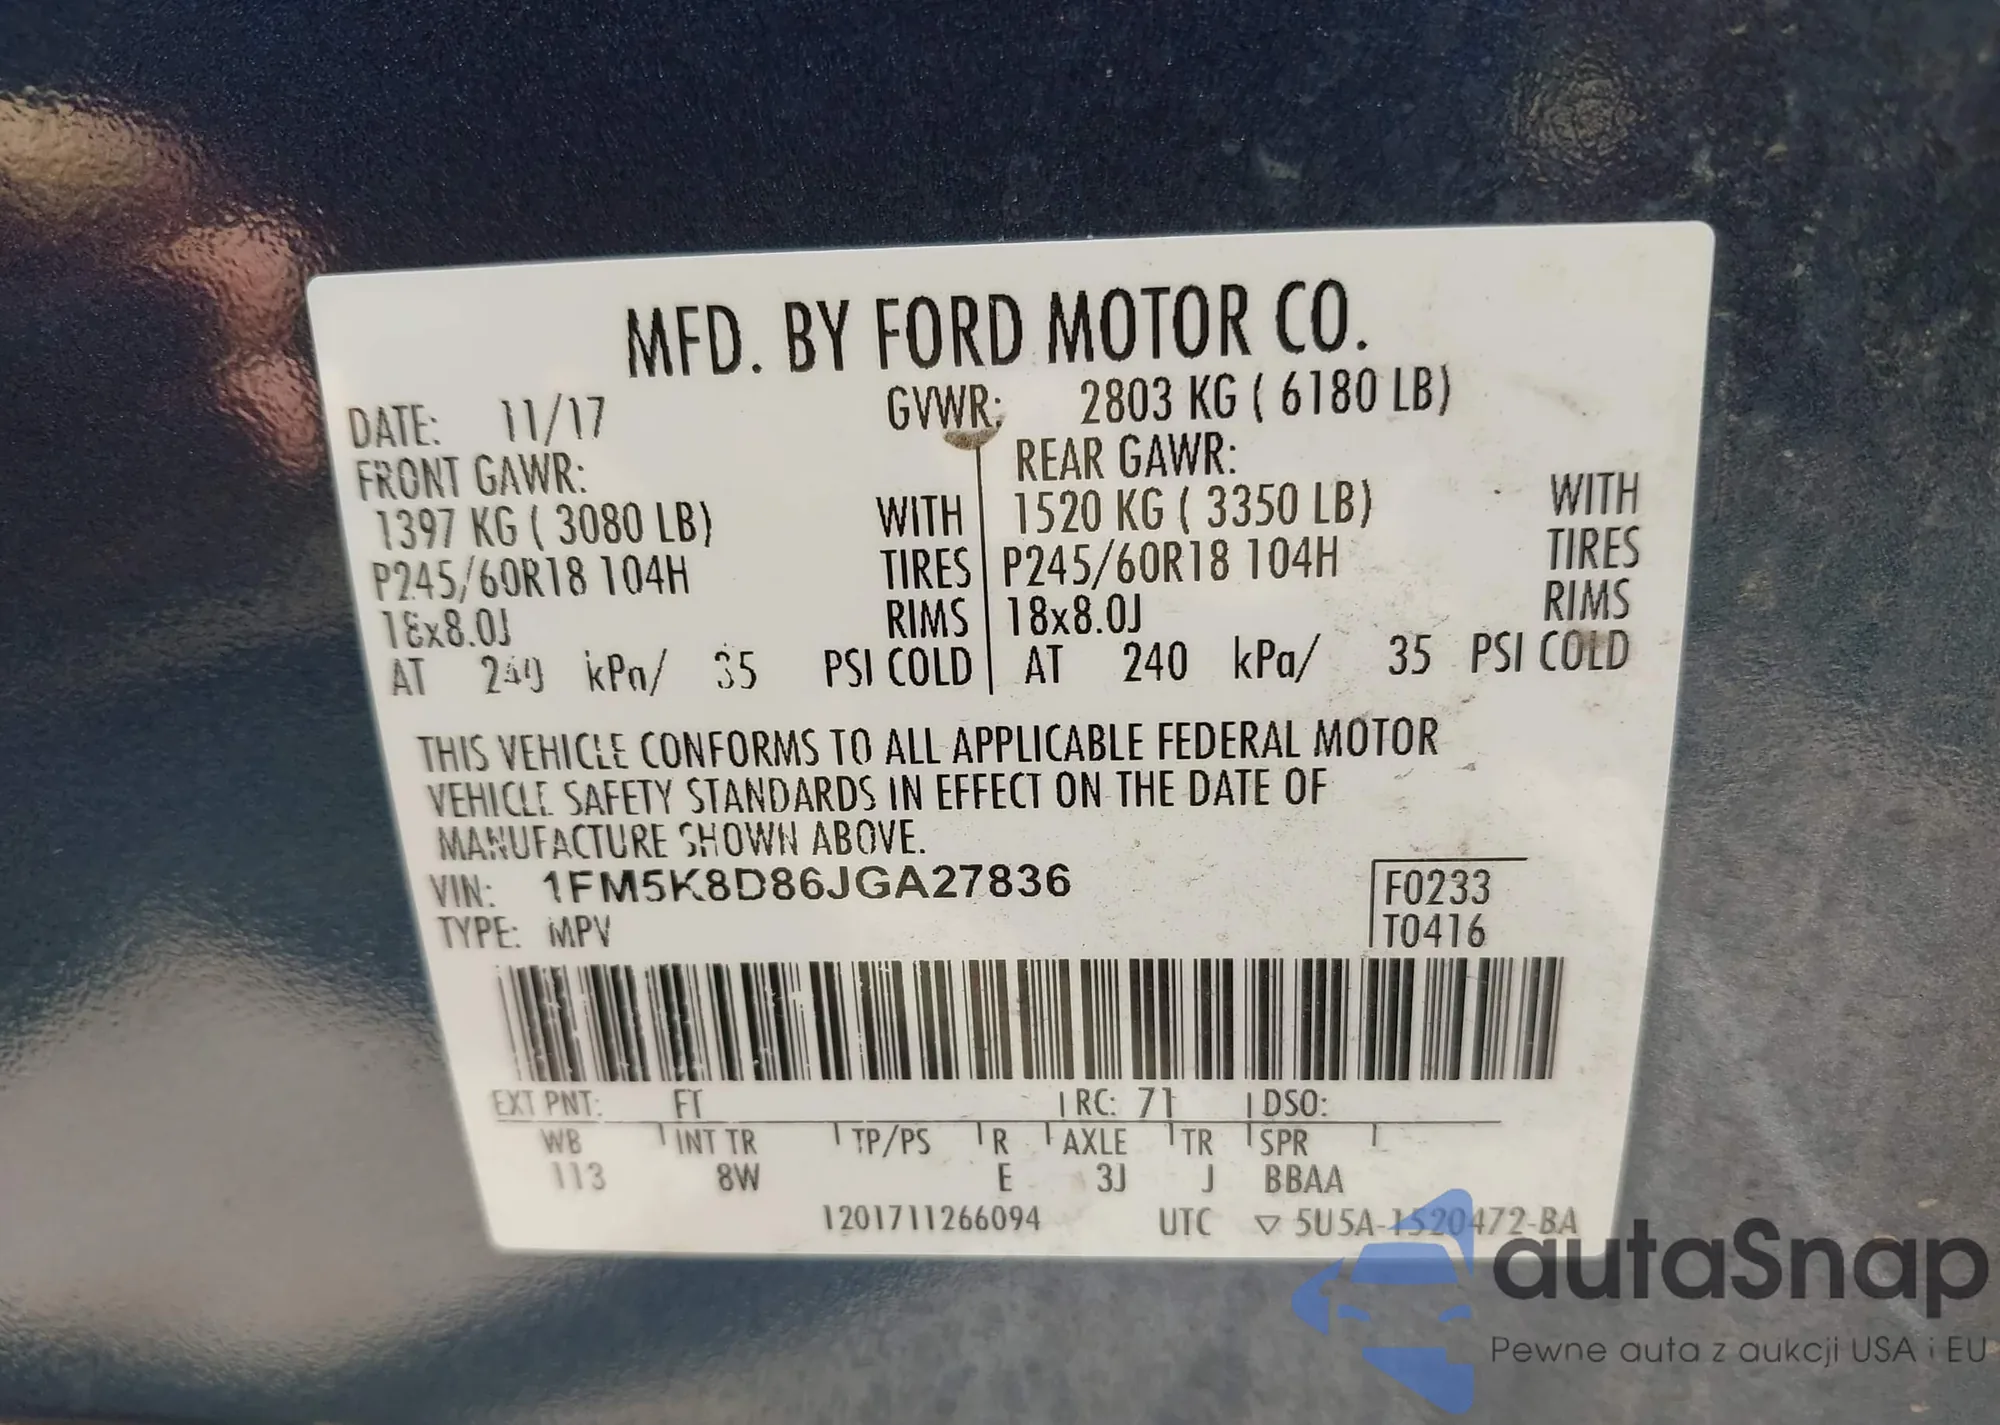 MFD. BY FORD MOTOR CO.
DATE: 11/17 GVWR: 2803 KG ( 6180 LB)
FRONT GAWR: REAR GAWR:
1397 KG ( 3080 LB) WITH 1520 KG ( 3350 LB) WITH
P245/60R18 104H TIRES P245/60R18 104H TIRES
18x8.0J RIMS 18x8.0J RIMS
AT 240 kPa/ 35 PSI COLD AT 240 kPa/ 35 PSI COLD
THIS VEHICLE CONFORMS TO ALL APPLICABLE FEDERAL MOTOR
VEHICLE SAFETY STANDARDS IN EFFECT ON THE DATE OF
MANUFACTURE SHOWN ABOVE.
VIN: 1FM5K8D86JGA27836 F0233
TYPE: MPV T0416
EXT PNT: FT RC: 71 DSO:
WB INT TR TP/PS R AXLE TR SPR
113 8W E 3J J BBAA
1201711266094 UTC ▽ 5U5A-1520472-BA
autaSnap
Pewne auta z aukcji USA i EU